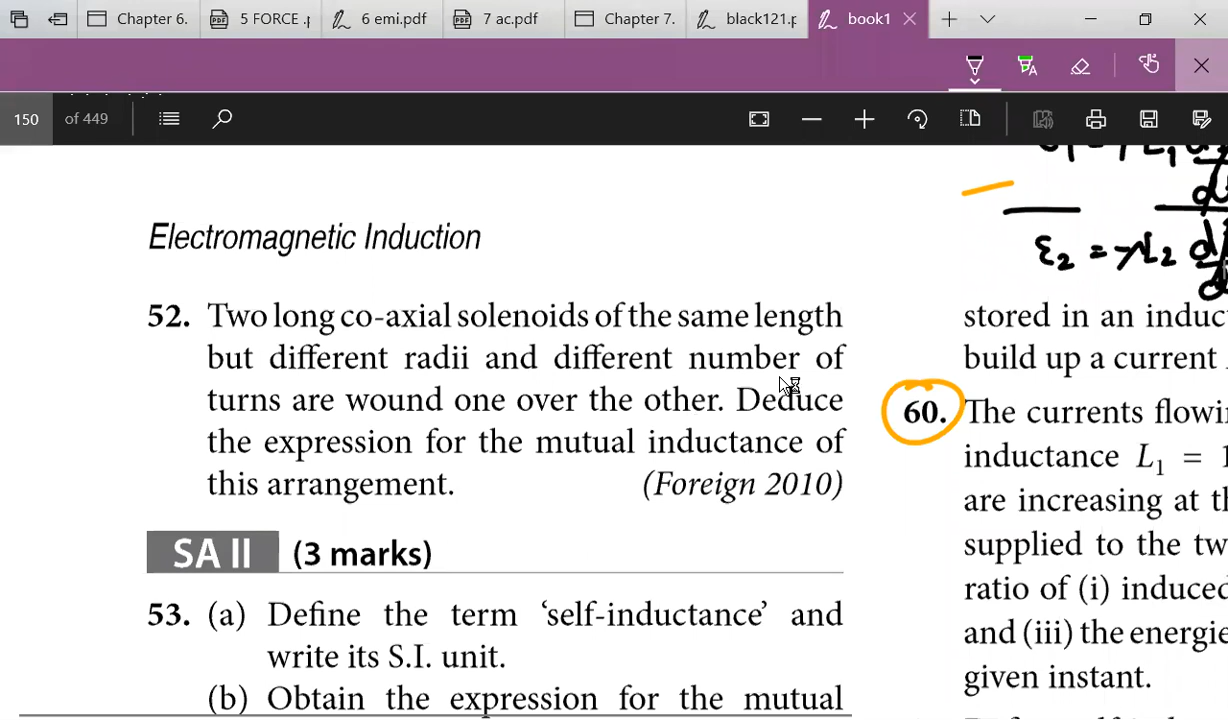 Chapter 6.
5 FORCE .p
6 emi.pdf
7 ac.pdf
Chapter 7.
black121.p
book1
150 of 449
Electromagnetic Induction
52. Two long co-axial solenoids of the same length
but different radii and different number of
turns are wound one over the other. Deduce
the expression for the mutual inductance of
this arrangement. (Foreign 2010)
SA II (3 marks)
53. (a) Define the term ‘self-inductance’ and
write its S.I. unit.
(b) Obtain the expression for the mutual
ε₂ = -L₂
stored in an induc
build up a current
60. The currents flowi
inductance L₁ = 1
are increasing at th
supplied to the tw
ratio of (i) induced
and (iii) the energie
given instant.